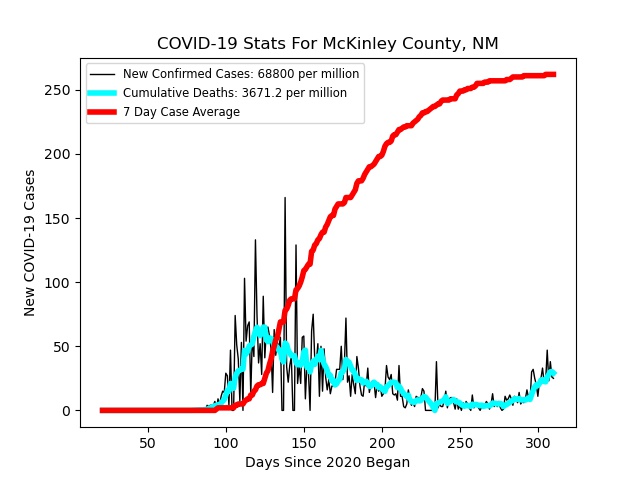 COVID-19 Stats For McKinley County, NM
New Confirmed Cases: 68800 per million
Cumulative Deaths: 3671.2 per million
7 Day Case Average
New COVID-19 Cases
250
200
150
100
50
0
50 100 150 200 250 300
Days Since 2020 Began